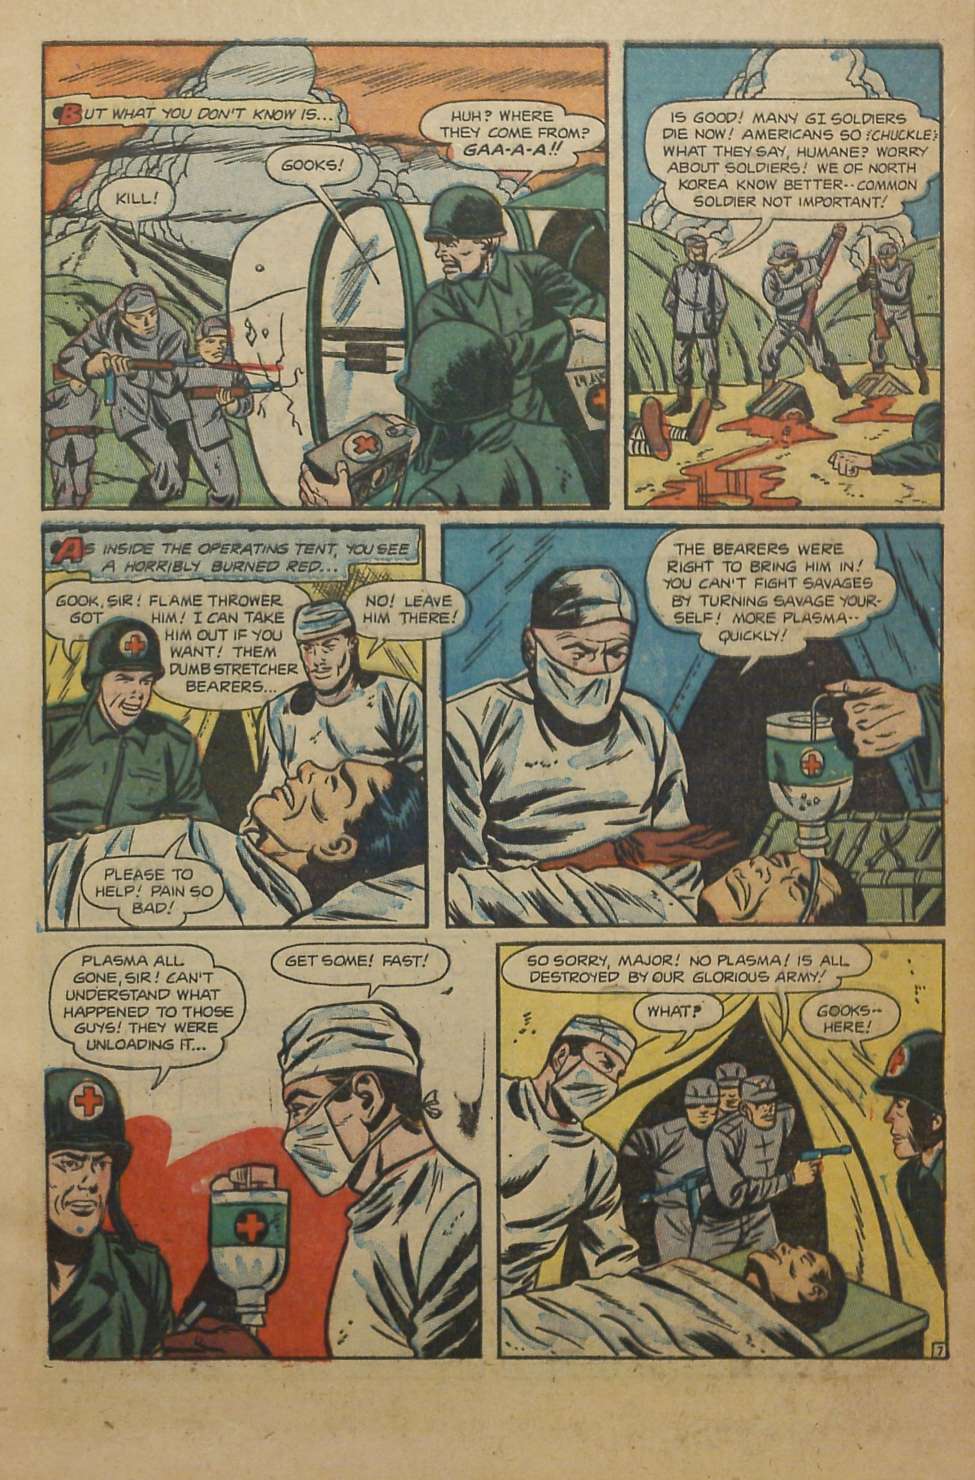 BUT WHAT YOU DON'T KNOW IS...
KILL!
GOOKS!
HUH? WHERE
THEY COME FROM?
GAA-A-A!!
IS GOOD! MANY GI SOLDIERS
DIE NOW! AMERICANS SO (CHUCKLE)
WHAT THEY SAY, HUMANE? WORRY
ABOUT SOLDIERS! WE OF NORTH
KOREA KNOW BETTER--COMMON
SOLDIER NOT IMPORTANT!
AS INSIDE THE OPERATING TENT, YOU SEE
A HORRIBLY BURNED RED...
GOOK, SIR! FLAME THROWER
GOT HIM! I CAN TAKE
HIM OUT IF YOU
WANT! THEM
DUMB STRETCHER
BEARERS...
NO! LEAVE
HIM THERE!
PLEASE TO
HELP! PAIN SO
BAD!
THE BEARERS WERE
RIGHT TO BRING HIM IN!
YOU CAN'T FIGHT SAVAGES
BY TURNING SAVAGE YOUR-
SELF! MORE PLASMA--
QUICKLY!
PLASMA ALL
GONE, SIR! CAN'T
UNDERSTAND WHAT
HAPPENED TO THOSE
GUYS! THEY WERE
UNLOADING IT...
GET SOME! FAST!
SO SORRY, MAJOR! NO PLASMA! IS ALL
DESTROYED BY OUR GLORIOUS ARMY!
WHAT?
GOOKS--
HERE!
7